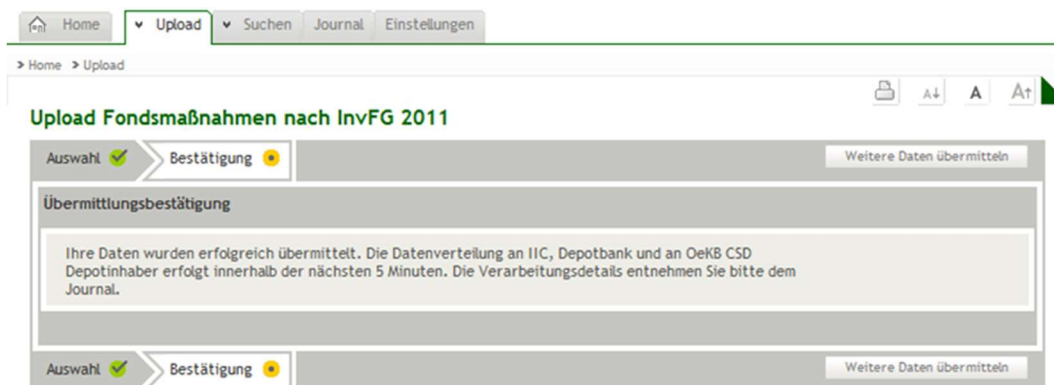 Home Upload Suchen Journal Einstellungen
> Home > Upload
A↓ A A↑
Upload Fondsmaßnahmen nach InvFG 2011
Auswahl Bestätigung Weitere Daten übermitteln
Übermittlungsbestätigung
Ihre Daten wurden erfolgreich übermittelt. Die Datenverteilung an IIC, Depotbank und an OeKB CSD
Depotinhaber erfolgt innerhalb der nächsten 5 Minuten. Die Verarbeitungsdetails entnehmen Sie bitte dem
Journal.
Auswahl Bestätigung Weitere Daten übermitteln